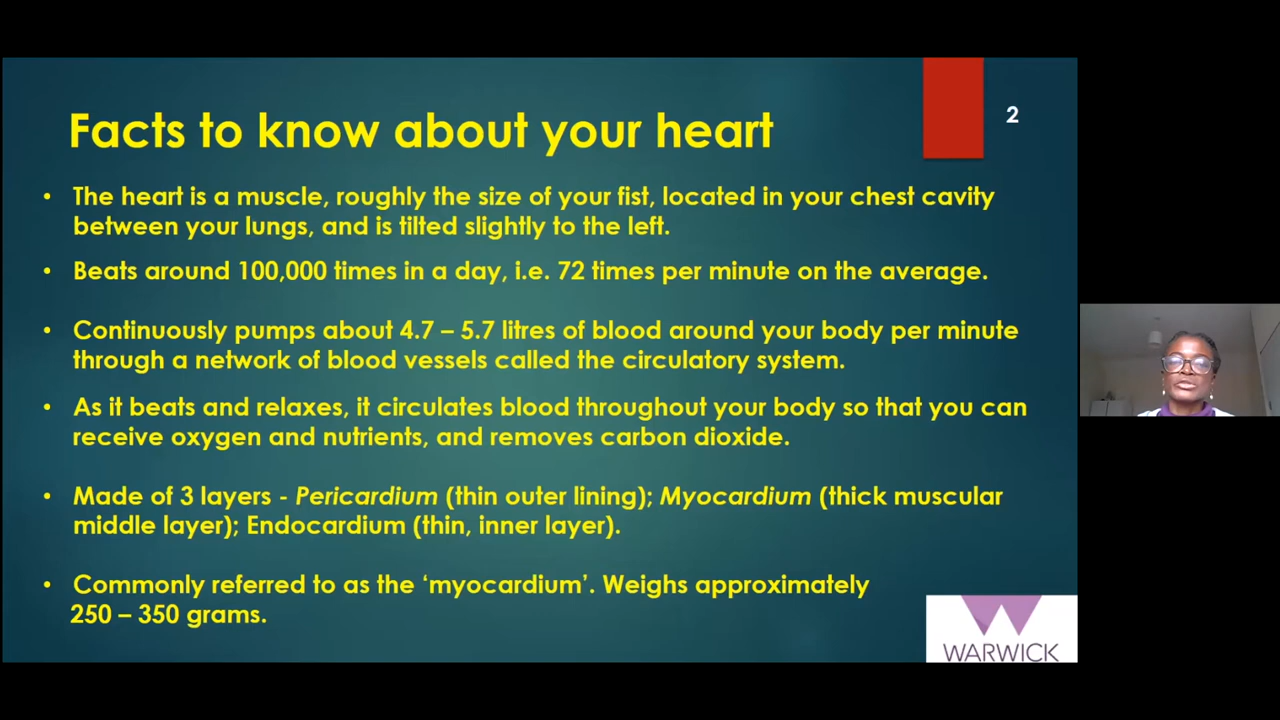 Facts to know about your heart
2
• The heart is a muscle, roughly the size of your fist, located in your chest cavity
between your lungs, and is tilted slightly to the left.
• Beats around 100,000 times in a day, i.e. 72 times per minute on the average.
• Continuously pumps about 4.7 – 5.7 litres of blood around your body per minute
through a network of blood vessels called the circulatory system.
• As it beats and relaxes, it circulates blood throughout your body so that you can
receive oxygen and nutrients, and removes carbon dioxide.
• Made of 3 layers - Pericardium (thin outer lining); Myocardium (thick muscular
middle layer); Endocardium (thin, inner layer).
• Commonly referred to as the ‘myocardium’. Weighs approximately
250 – 350 grams.
WARWICK